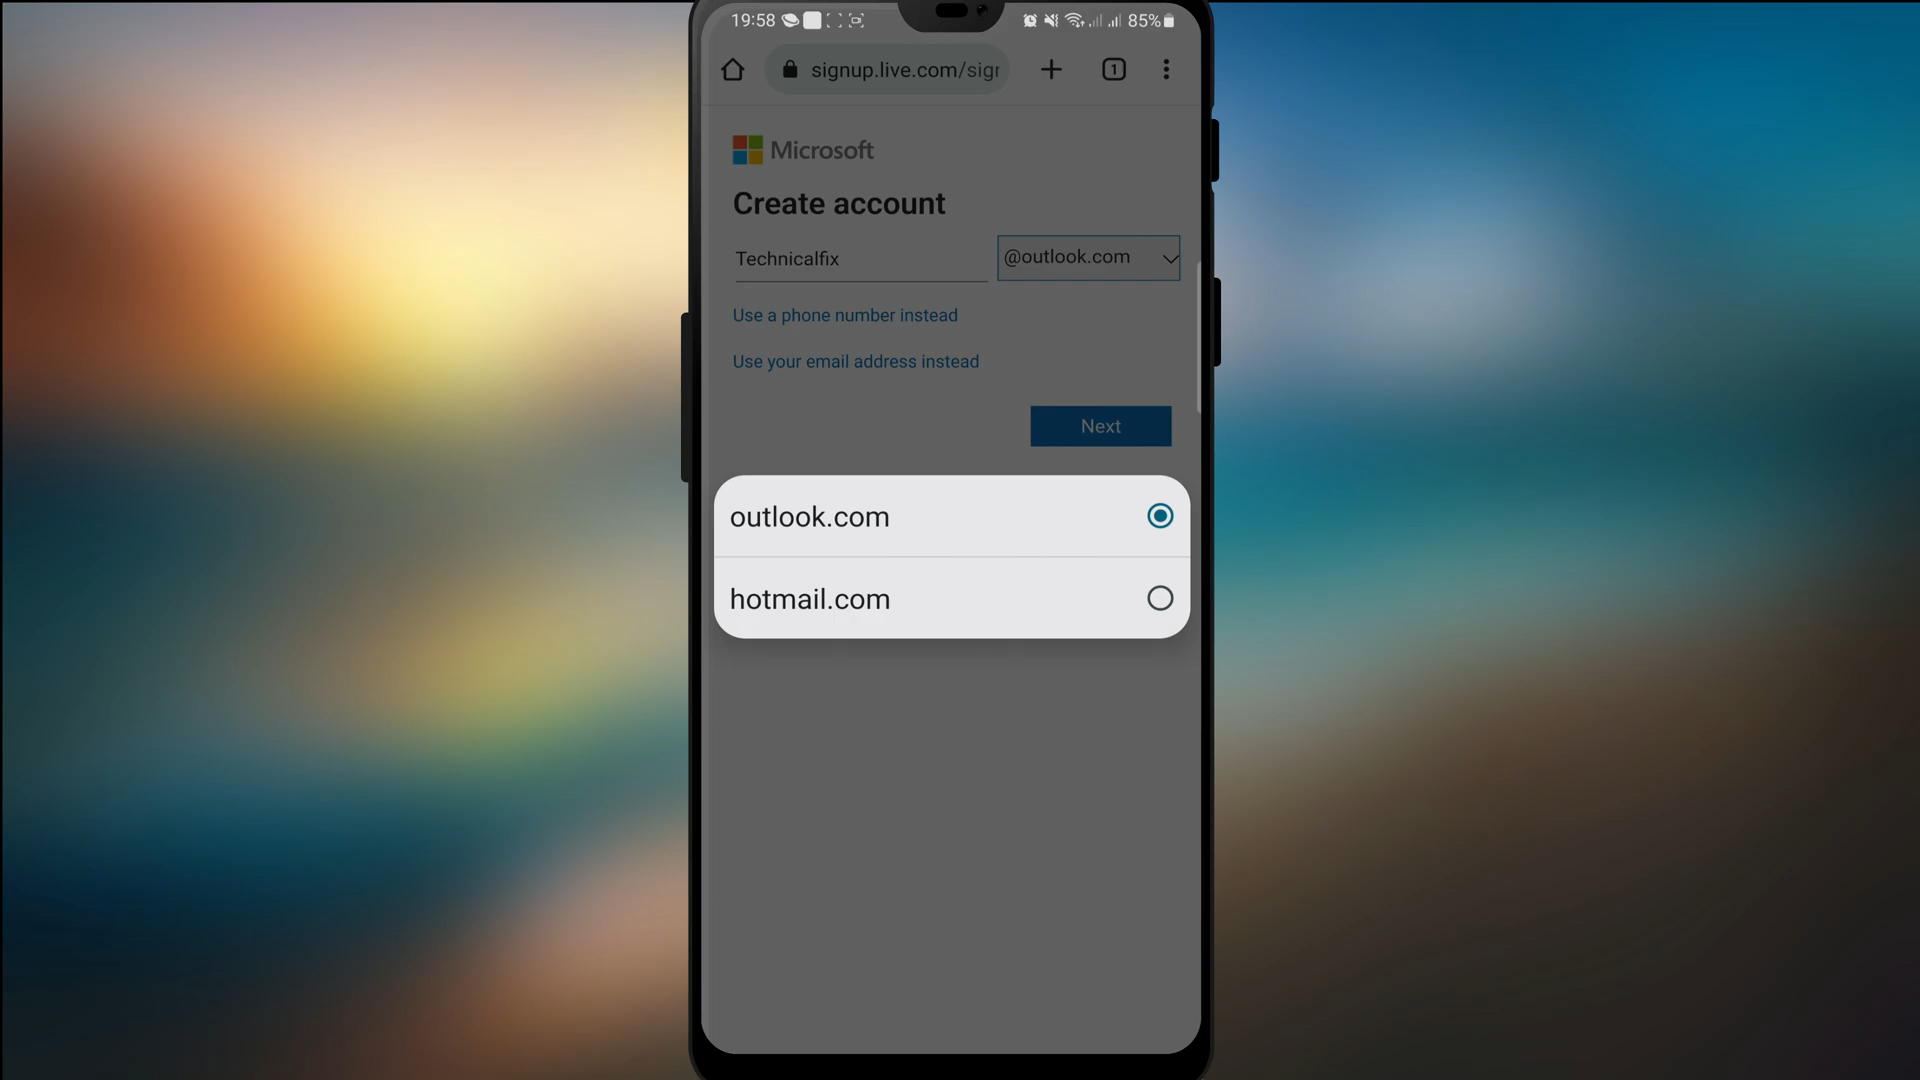 19:58 85%
signup.live.com/sigr 1
Microsoft
Create account
Technicalfix @outlook.com
Use a phone number instead
Use your email address instead
Next
outlook.com
hotmail.com